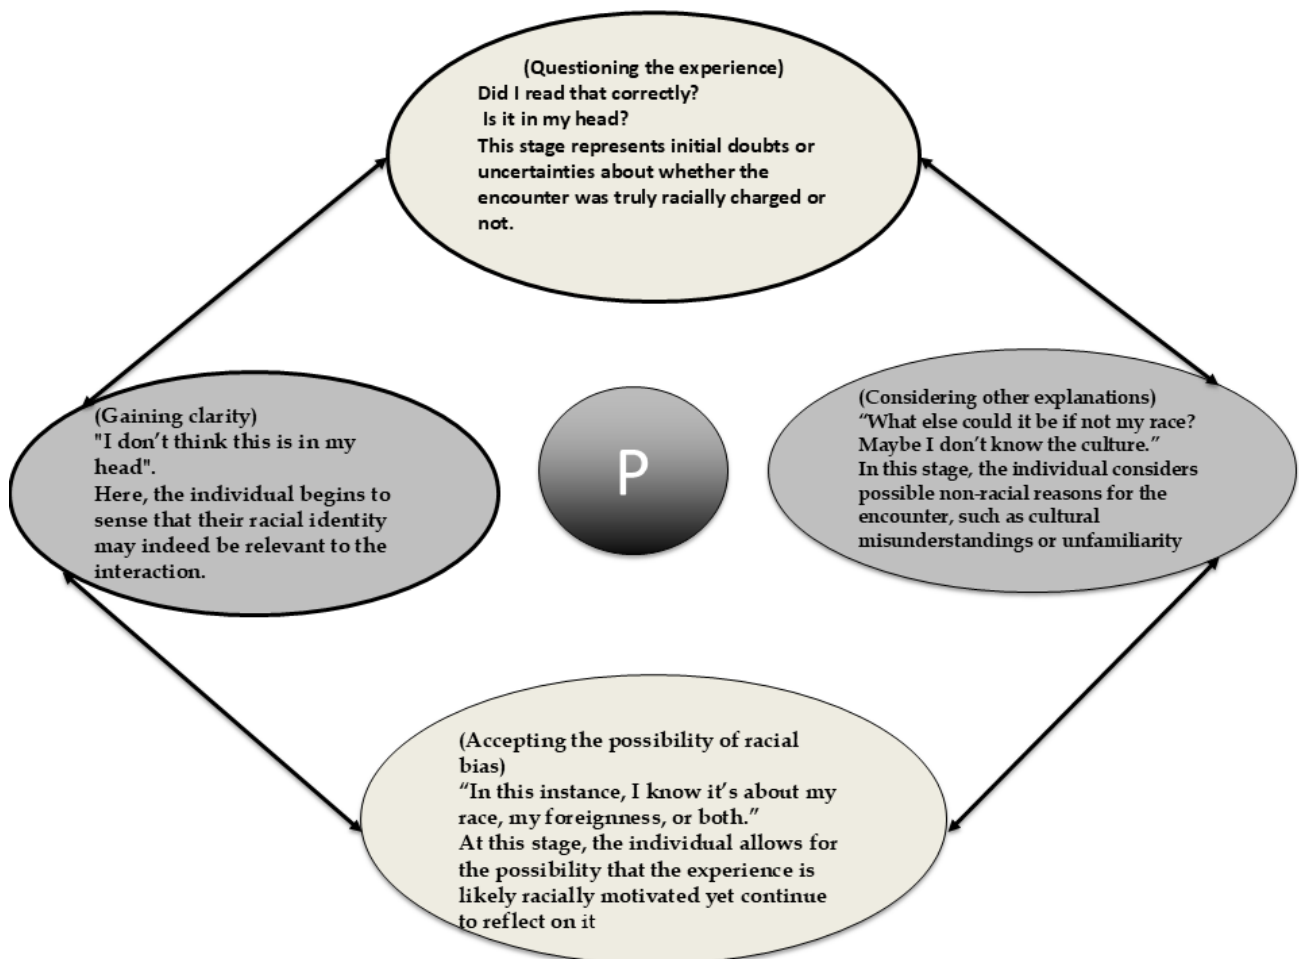 (Questioning the experience)
Did I read that correctly?
Is it in my head?
This stage represents initial doubts or
uncertainties about whether the
encounter was truly racially charged or
not.
(Gaining clarity)
"I don’t think this is in my
head".
Here, the individual begins to
sense that their racial identity
may indeed be relevant to the
interaction.
P
(Considering other explanations)
“What else could it be if not my race?
Maybe I don’t know the culture.”
In this stage, the individual considers
possible non-racial reasons for the
encounter, such as cultural
misunderstandings or unfamiliarity
(Accepting the possibility of racial
bias)
“In this instance, I know it’s about my
race, my foreignness, or both.”
At this stage, the individual allows for
the possibility that the experience is
likely racially motivated yet continue
to reflect on it